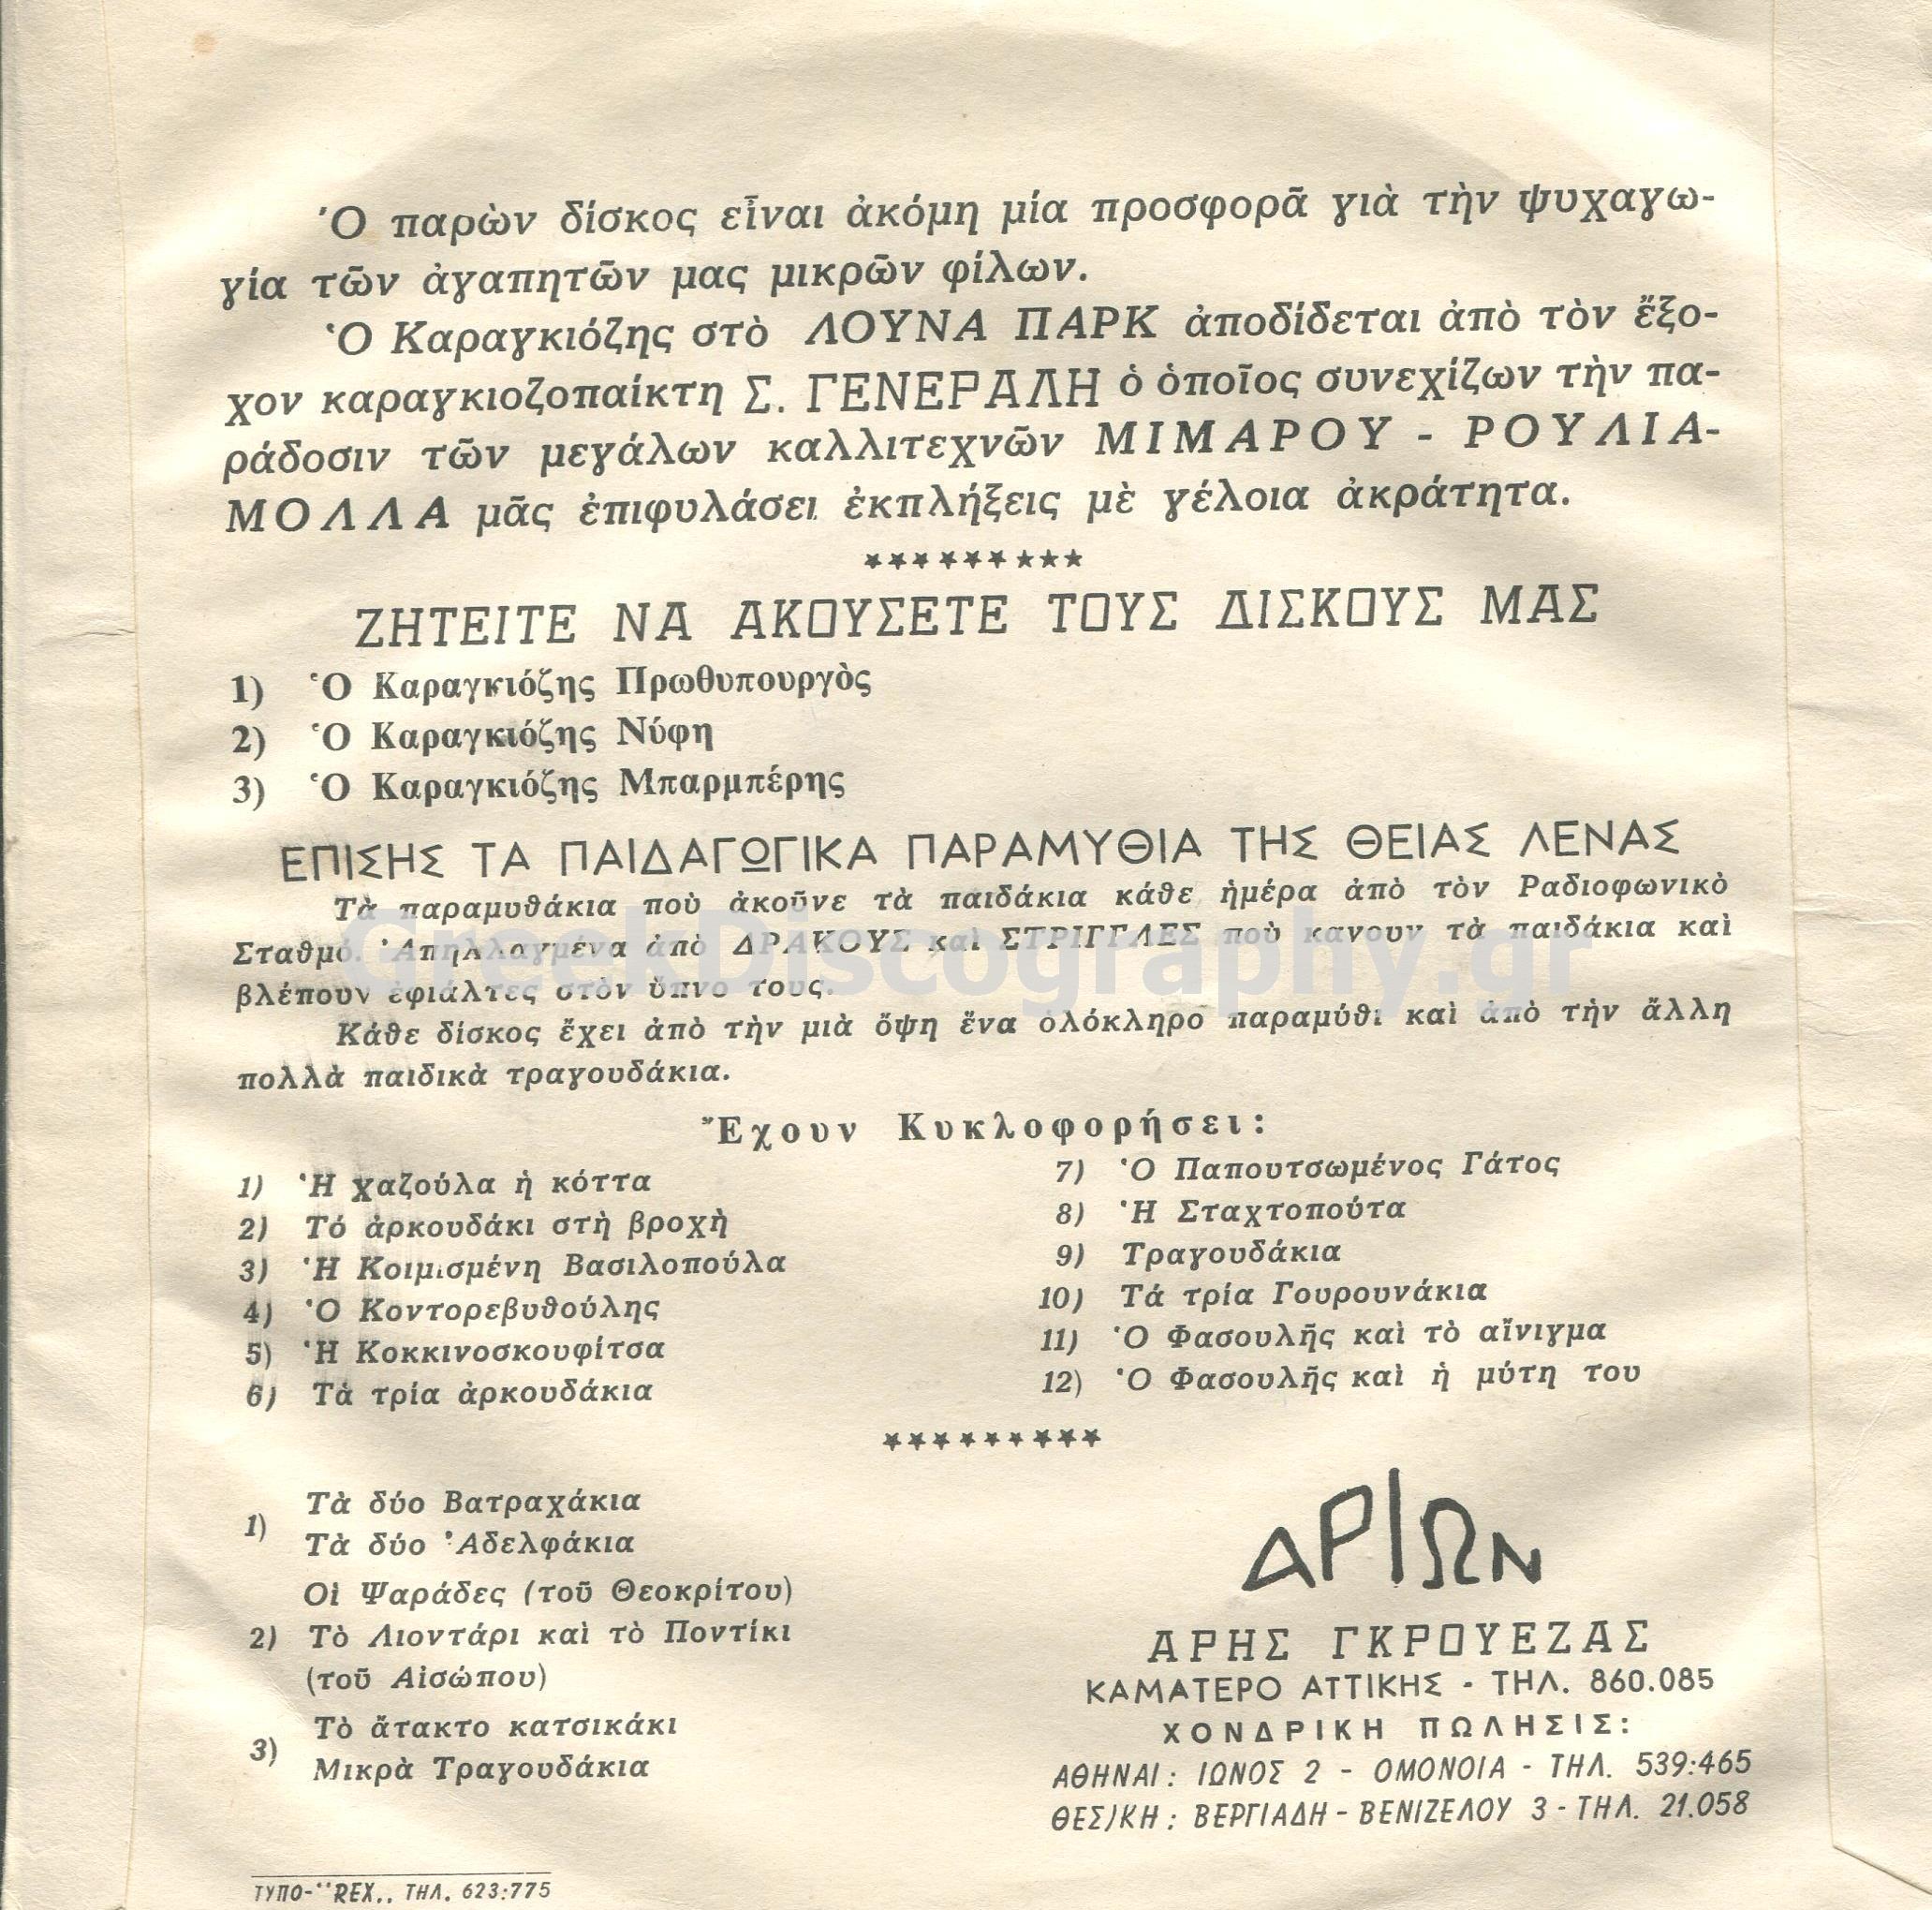 Ὁ παρὼν δίσκος εἶναι ἀκόμη μία προσφορᾶ γιὰ τὴν ψυχαγω-
γία τῶν ἀγαπητῶν μας μικρῶν φίλων.
Ὁ Καραγκιόζης στὸ ΛΟΥΝΑ ΠΑΡΚ ἀποδίδεται ἀπὸ τὸν ἔξο-
χον καραγκιοζοπαίκτη Σ. ΓΕΝΕΡΑΛΗ ὁ ὁποῖος συνεχίζων τὴν πα-
ράδοσιν τῶν μεγάλων καλλιτεχνῶν ΜΙΜΑΡΟΥ - ΡΟΥΛΙΑ-
ΜΟΛΛΑ μᾶς ἐπιφυλάσει ἐκπλήξεις μὲ γέλοια ἀκράτητα.
★★★★★★★★★
ΖΗΤΕΙΤΕ ΝΑ ΑΚΟΥΣΕΤΕ ΤΟΥΣ ΔΙΣΚΟΥΣ ΜΑΣ
1) Ὁ Καραγκιόζης Πρωθυπουργὸς
2) Ὁ Καραγκιόζης Νύφη
3) Ὁ Καραγκιόζης Μπαρμπέρης
ΕΠΙΣΗΣ ΤΑ ΠΑΙΔΑΓΩΓΙΚΑ ΠΑΡΑΜΥΘΙΑ ΤΗΣ ΘΕΙΑΣ ΛΕΝΑΣ
Τὰ παραμυθάκια ποὺ ἀκοῦνε τὰ παιδάκια κάθε ἡμέρα ἀπὸ τὸν Ραδιοφωνικὸ
Σταθμό. Ἀπηλλαγμένα ἀπὸ ΔΡΑΚΟΥΣ καὶ ΣΤΡΙΓΓΛΕΣ ποὺ κανουν τὰ παιδάκια καὶ
βλέπουν ἐφιάλτες στὸν ὕπνο τους.
GreekDiscography.gr
Κάθε δίσκος ἔχει ἀπὸ τὴν μιὰ ὄψη ἕνα ὁλόκληρο παραμύθι καὶ ἀπὸ τὴν ἄλλη
πολλὰ παιδικὰ τραγουδάκια.
Ἔχουν Κυκλοφορήσει:
1) Ἡ χαζούλα ἡ κόττα
2) Τό ἀρκουδάκι στὴ βροχὴ
3) Ἡ Κοιμισμένη Βασιλοπούλα
4) Ὁ Κοντορεβυθούλης
5) Ἡ Κοκκινοσκουφίτσα
6) Τὰ τρία ἀρκουδάκια
7) Ὁ Παπουτσωμένος Γάτος
8) Ἡ Σταχτοπούτα
9) Τραγουδάκια
10) Τά τρία Γουρουνάκια
11) Ὁ Φασουλῆς καὶ τὸ αἴνιγμα
12) Ὁ Φασουλῆς καὶ ἡ μύτη του
★★★★★★★★★
1) Τὰ δύο Βατραχάκια
Τὰ δύο Ἀδελφάκια
Οἱ Ψαράδες (τοῦ Θεοκρίτου)
2) Τὸ Λιοντάρι καὶ τὸ Ποντίκι
(τοῦ Αἰσώπου)
3) Τὸ ἄτακτο κατσικάκι
Μικρὰ Τραγουδάκια
ΑΡΙΩΝ
ΑΡΗΣ ΓΚΡΟΥΕΖΑΣ
ΚΑΜΑΤΕΡΟ ΑΤΤΙΚΗΣ - ΤΗΛ. 860.085
ΧΟΝΔΡΙΚΗ ΠΩΛΗΣΙΣ:
ΑΘΗΝΑΙ: ΙΩΝΟΣ 2 - ΟΜΟΝΟΙΑ - ΤΗΛ. 539:465
ΘΕΣ)ΚΗ: ΒΕΡΓΙΑΔΗ - ΒΕΝΙΖΕΛΟΥ 3 - ΤΗΛ. 21.058
ΤΥΠΟ-‘‘REX.. ΤΗΛ. 623:775